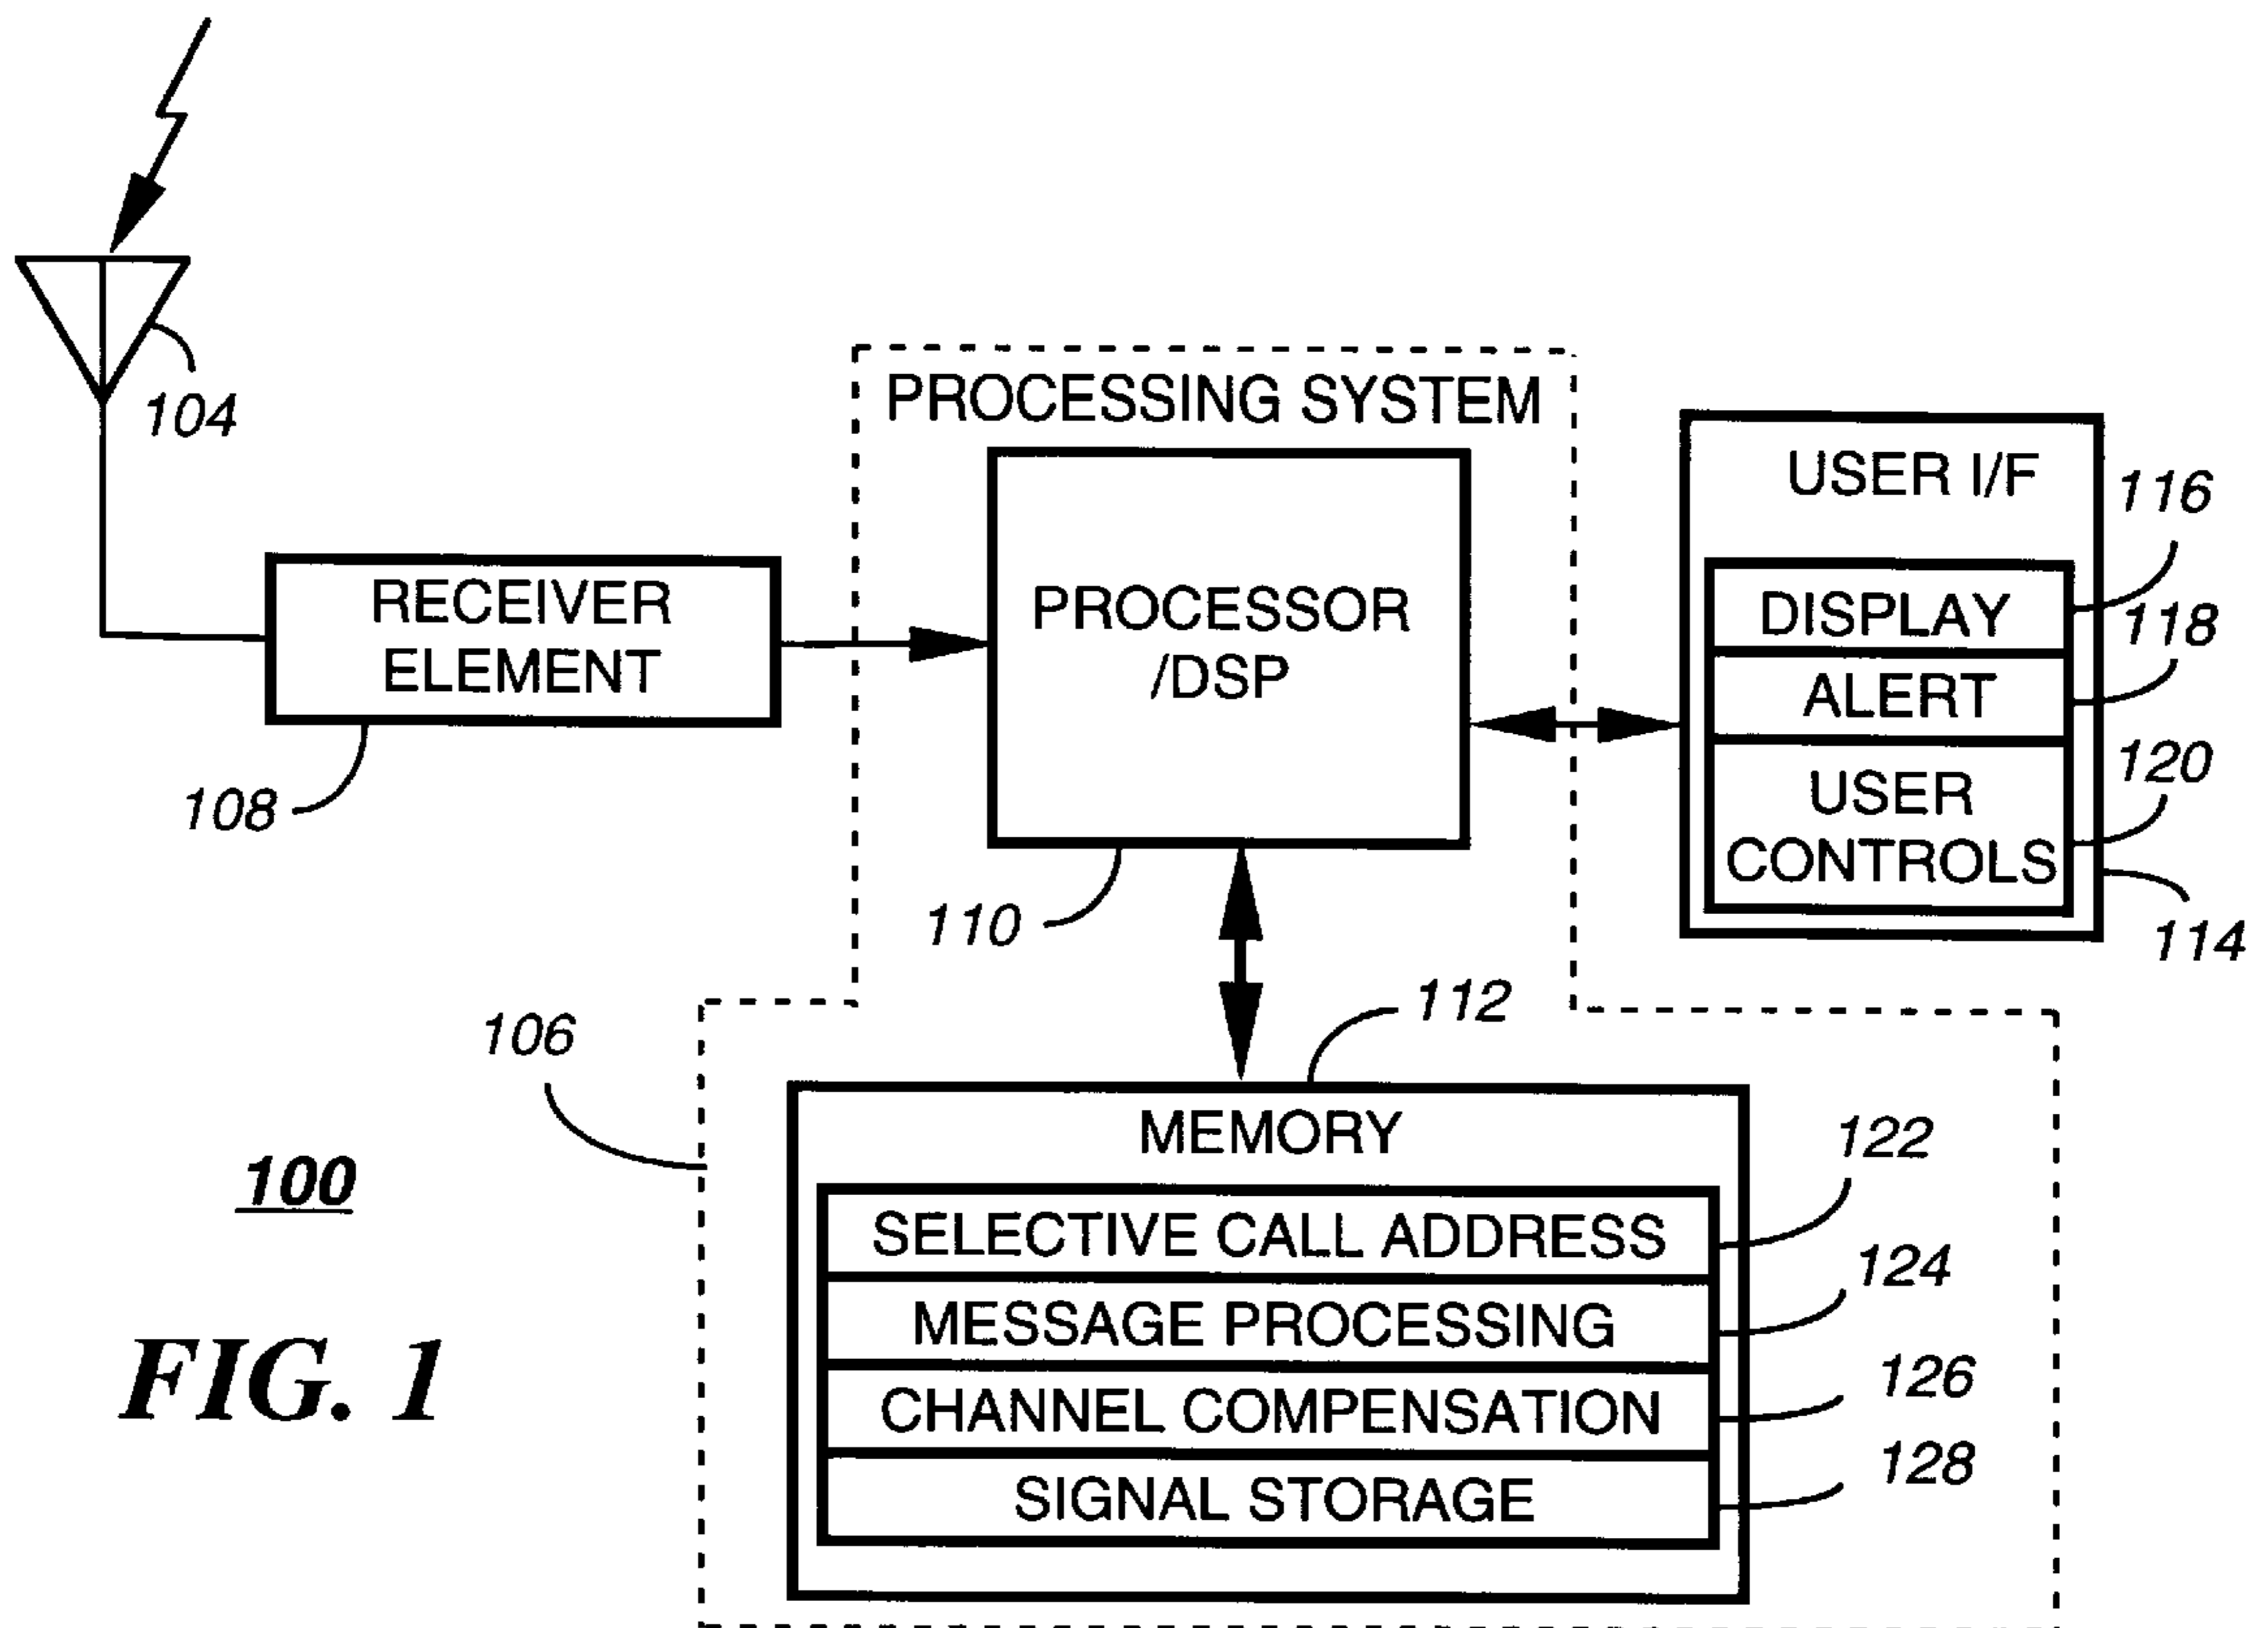 104
PROCESSING SYSTEM
RECEIVER
ELEMENT
108
PROCESSOR
/DSP
110
USER I/F
116
DISPLAY
118
ALERT
120
USER
CONTROLS
114
112
106
MEMORY
122
SELECTIVE CALL ADDRESS
124
MESSAGE PROCESSING
126
CHANNEL COMPENSATION
128
SIGNAL STORAGE
100
FIG. 1